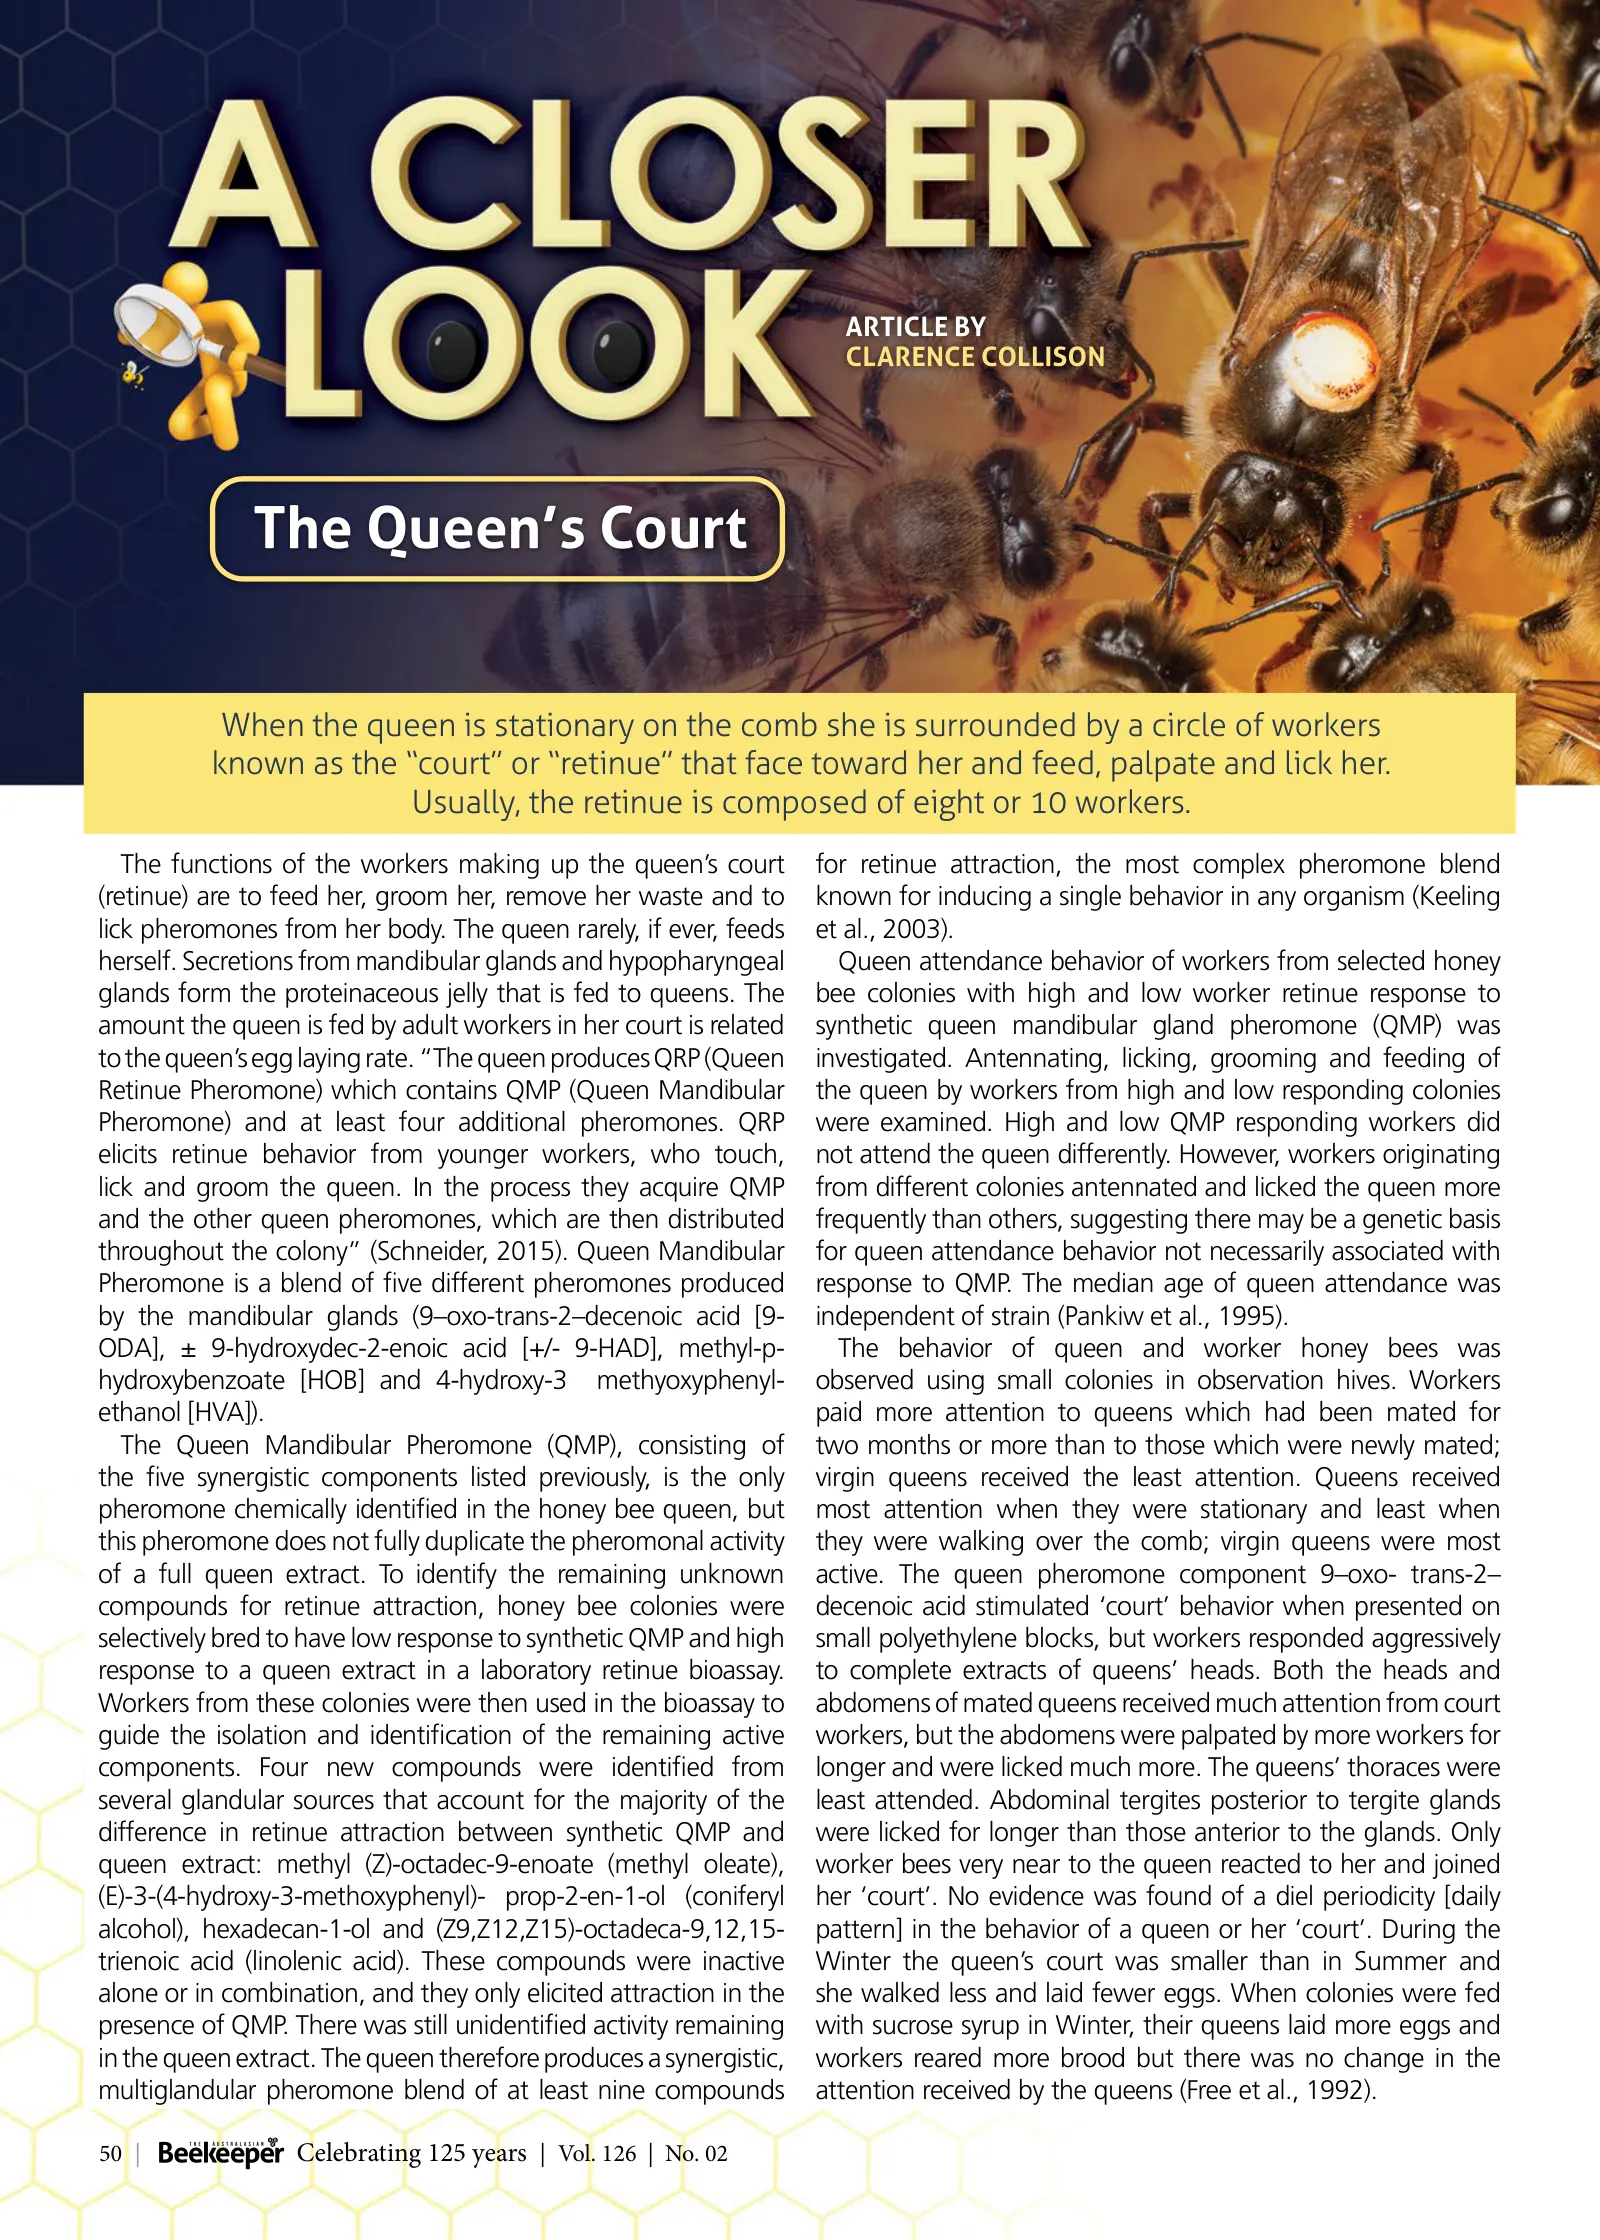 A CLOSER
LOOK
ARTICLE BY
CLARENCE COLLISON
The Queen’s Court
When the queen is stationary on the comb she is surrounded by a circle of workers
known as the “court” or “retinue” that face toward her and feed, palpate and lick her.
Usually, the retinue is composed of eight or 10 workers.
The functions of the workers making up the queen’s court
(retinue) are to feed her, groom her, remove her waste and to
lick pheromones from her body. The queen rarely, if ever, feeds
herself. Secretions from mandibular glands and hypopharyngeal
glands form the proteinaceous jelly that is fed to queens. The
amount the queen is fed by adult workers in her court is related
to the queen’s egg laying rate. “The queen produces QRP (Queen
Retinue Pheromone) which contains QMP (Queen Mandibular
Pheromone) and at least four additional pheromones. QRP
elicits retinue behavior from younger workers, who touch,
lick and groom the queen. In the process they acquire QMP
and the other queen pheromones, which are then distributed
throughout the colony” (Schneider, 2015). Queen Mandibular
Pheromone is a blend of five different pheromones produced
by the mandibular glands (9–oxo-trans-2–decenoic acid [9-
ODA], ± 9-hydroxydec-2-enoic acid [+/- 9-HAD], methyl-p-
hydroxybenzoate [HOB] and 4-hydroxy-3 methyoxyphenyl-
ethanol [HVA]).
The Queen Mandibular Pheromone (QMP), consisting of
the five synergistic components listed previously, is the only
pheromone chemically identified in the honey bee queen, but
this pheromone does not fully duplicate the pheromonal activity
of a full queen extract. To identify the remaining unknown
compounds for retinue attraction, honey bee colonies were
selectively bred to have low response to synthetic QMP and high
response to a queen extract in a laboratory retinue bioassay.
Workers from these colonies were then used in the bioassay to
guide the isolation and identification of the remaining active
components. Four new compounds were identified from
several glandular sources that account for the majority of the
difference in retinue attraction between synthetic QMP and
queen extract: methyl (Z)-octadec-9-enoate (methyl oleate),
(E)-3-(4-hydroxy-3-methoxyphenyl)- prop-2-en-1-ol (coniferyl
alcohol), hexadecan-1-ol and (Z9,Z12,Z15)-octadeca-9,12,15-
trienoic acid (linolenic acid). These compounds were inactive
alone or in combination, and they only elicited attraction in the
presence of QMP. There was still unidentified activity remaining
in the queen extract. The queen therefore produces a synergistic,
multiglandular pheromone blend of at least nine compounds
for retinue attraction, the most complex pheromone blend
known for inducing a single behavior in any organism (Keeling
et al., 2003).
Queen attendance behavior of workers from selected honey
bee colonies with high and low worker retinue response to
synthetic queen mandibular gland pheromone (QMP) was
investigated. Antennating, licking, grooming and feeding of
the queen by workers from high and low responding colonies
were examined. High and low QMP responding workers did
not attend the queen differently. However, workers originating
from different colonies antennated and licked the queen more
frequently than others, suggesting there may be a genetic basis
for queen attendance behavior not necessarily associated with
response to QMP. The median age of queen attendance was
independent of strain (Pankiw et al., 1995).
The behavior of queen and worker honey bees was
observed using small colonies in observation hives. Workers
paid more attention to queens which had been mated for
two months or more than to those which were newly mated;
virgin queens received the least attention. Queens received
most attention when they were stationary and least when
they were walking over the comb; virgin queens were most
active. The queen pheromone component 9–oxo- trans-2–
decenoic acid stimulated ‘court’ behavior when presented on
small polyethylene blocks, but workers responded aggressively
to complete extracts of queens’ heads. Both the heads and
abdomens of mated queens received much attention from court
workers, but the abdomens were palpated by more workers for
longer and were licked much more. The queens’ thoraces were
least attended. Abdominal tergites posterior to tergite glands
were licked for longer than those anterior to the glands. Only
worker bees very near to the queen reacted to her and joined
her ‘court’. No evidence was found of a diel periodicity [daily
pattern] in the behavior of a queen or her ‘court’. During the
Winter the queen’s court was smaller than in Summer and
she walked less and laid fewer eggs. When colonies were fed
with sucrose syrup in Winter, their queens laid more eggs and
workers reared more brood but there was no change in the
attention received by the queens (Free et al., 1992).
50 | THE AUSTRALASIAN Beekeeper Celebrating 125 years | Vol. 126 | No. 02